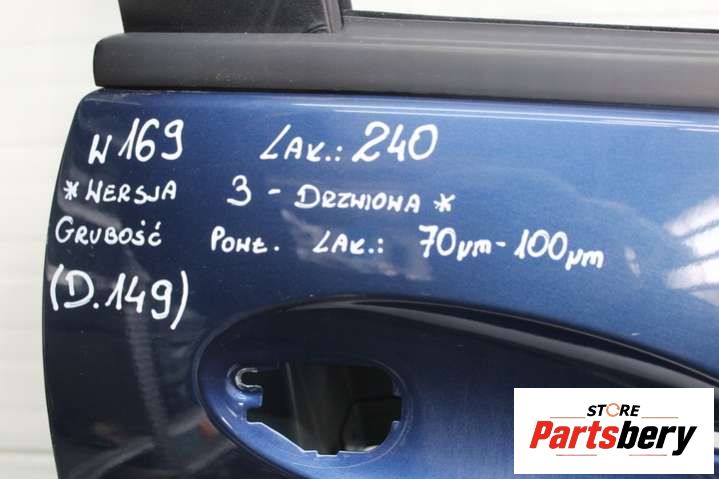 W169 LAK.: 240
*WERSJA 3 - DRZWIOWA *
GRUBOŚĆ POWŁ. LAK.: 70µm - 100µm
(D.149)
STORE
Partsbery